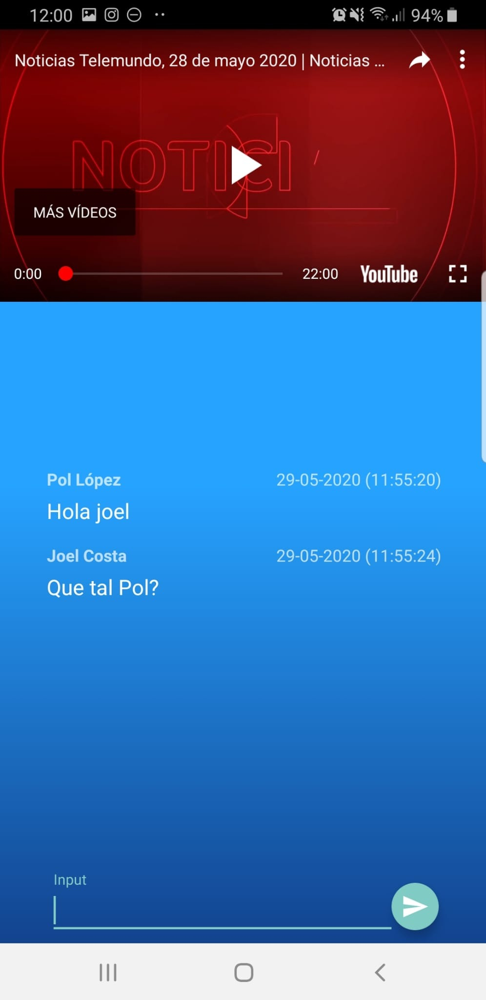 12:00
94%
Noticias Telemundo, 28 de mayo 2020 | Noticias ...
NOTICI
MÁS VÍDEOS
0:00
22:00
YouTube
Pol López
29-05-2020 (11:55:20)
Hola joel
Joel Costa
29-05-2020 (11:55:24)
Que tal Pol?
Input